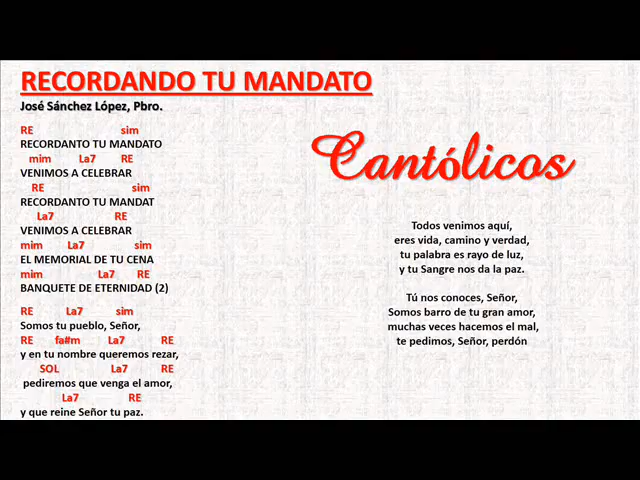 RECORDANDO TU MANDATO
José Sánchez López, Pbro.
RE sim
RECORDANTO TU MANDATO
mim La7 RE
VENIMOS A CELEBRAR
RE sim
RECORDANTO TU MANDAT
La7 RE
VENIMOS A CELEBRAR
mim La7 sim
EL MEMORIAL DE TU CENA
mim La7 RE
BANQUETE DE ETERNIDAD (2)
RE La7 sim
Somos tu pueblo, Señor,
RE fa#m La7 RE
y en tu nombre queremos rezar,
SOL La7 RE
pediremos que venga el amor,
La7 RE
y que reine Señor tu paz.
Cantólicos
Todos venimos aquí,
eres vida, camino y verdad,
tu palabra es rayo de luz,
y tu Sangre nos da la paz.
Tú nos conoces, Señor,
Somos barro de tu gran amor,
muchas veces hacemos el mal,
te pedimos, Señor, perdón